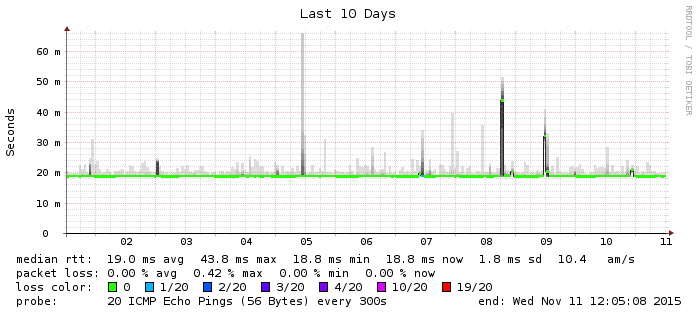 Last 10 Days
RRDTOOL / TOBI OETIKER
Seconds
60 m
50 m
40 m
30 m
20 m
10 m
0
02 03 04 05 06 07 08 09 10 11
median rtt: 19.0 ms avg 43.8 ms max 18.8 ms min 18.8 ms now 1.8 ms sd 10.4 am/s
packet loss: 0.00 % avg 0.42 % max 0.00 % min 0.00 % now
loss color: 0 1/20 2/20 3/20 4/20 10/20 19/20
probe: 20 ICMP Echo Pings (56 Bytes) every 300s end: Wed Nov 11 12:05:08 2015